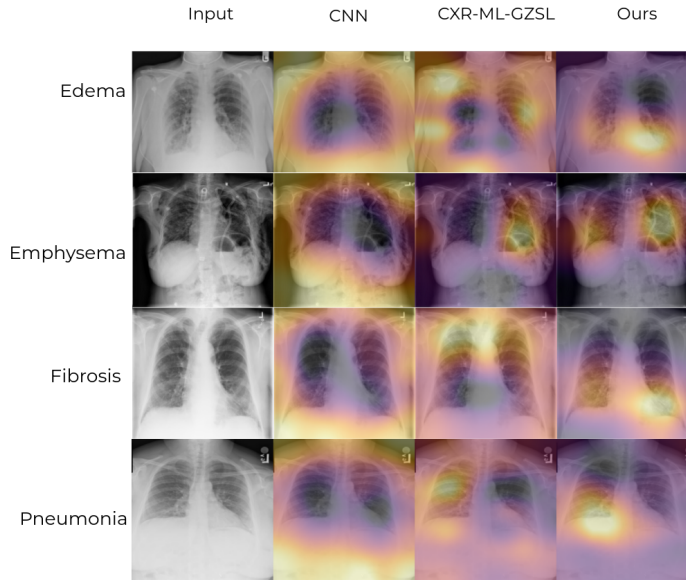 Input CNN CXR-ML-GZSL Ours
Edema
Emphysema
Fibrosis
Pneumonia